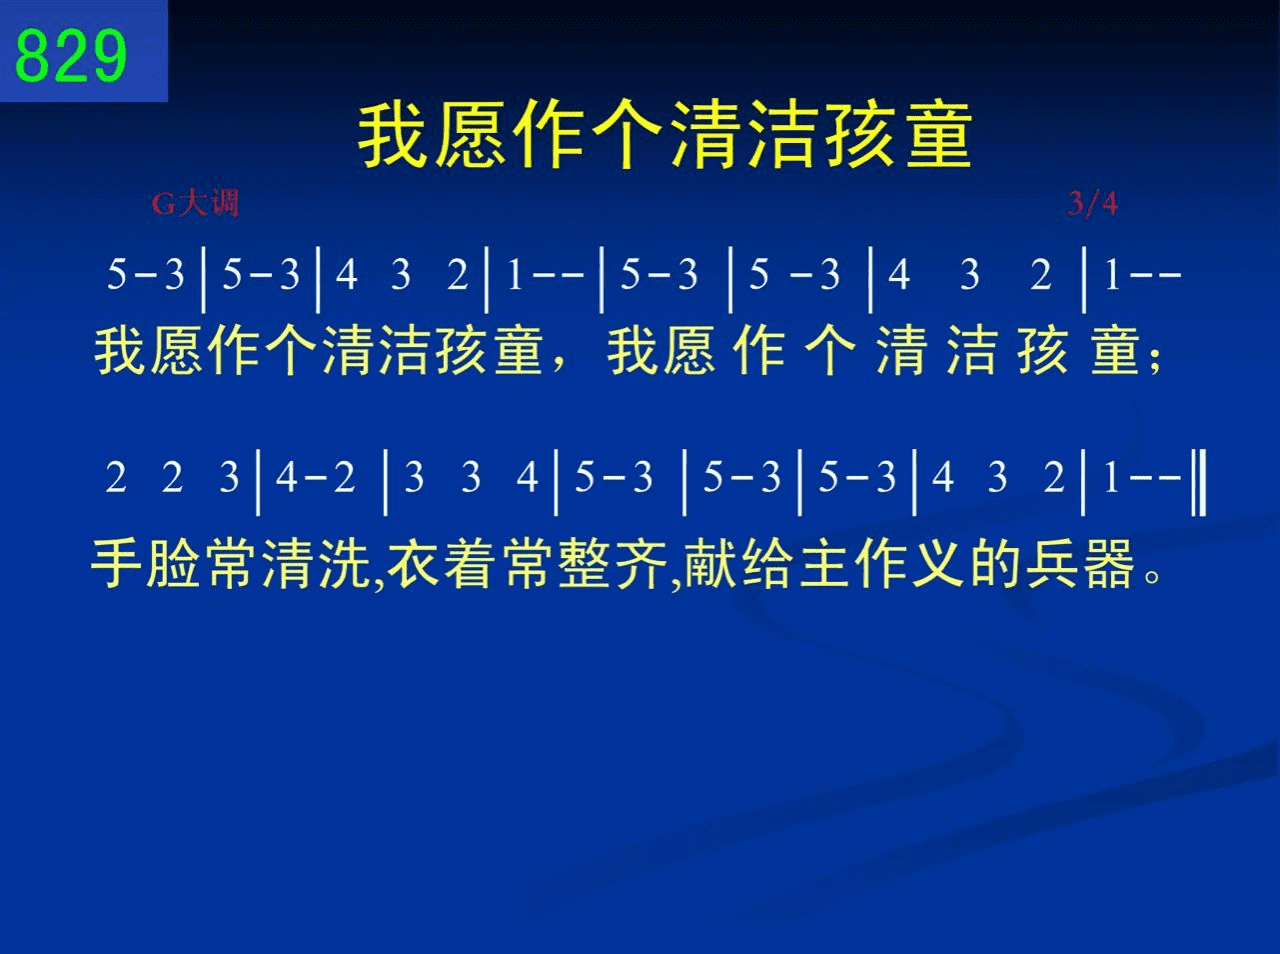 829
我愿作个清洁孩童
G大调 3/4
5-3|5-3|4 3 2|1--|5-3|5-3|4 3 2|1--
我愿作个清洁孩童，我愿作个清洁孩童；
2 2 3|4-2|3 3 4|5-3|5-3|5-3|4 3 2|1--‖
手脸常清洗,衣着常整齐,献给主作义的兵器。